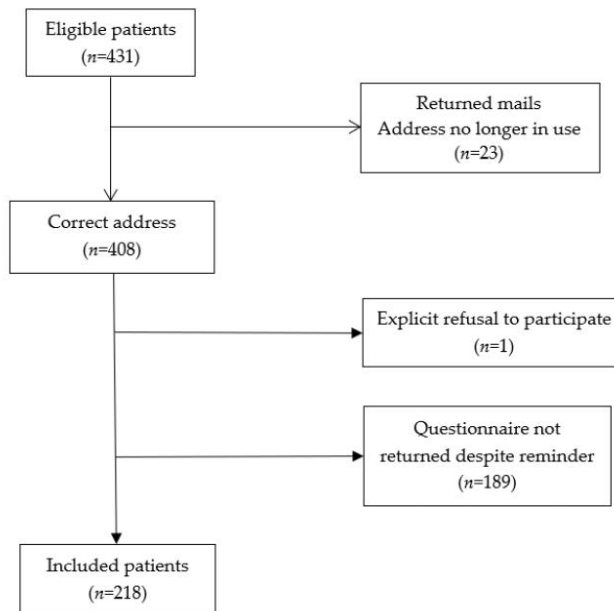 Eligible patients
(n=431)
Returned mails
Address no longer in use
(n=23)
Correct address
(n=408)
Explicit refusal to participate
(n=1)
Questionnaire not
returned despite reminder
(n=189)
Included patients
(n=218)